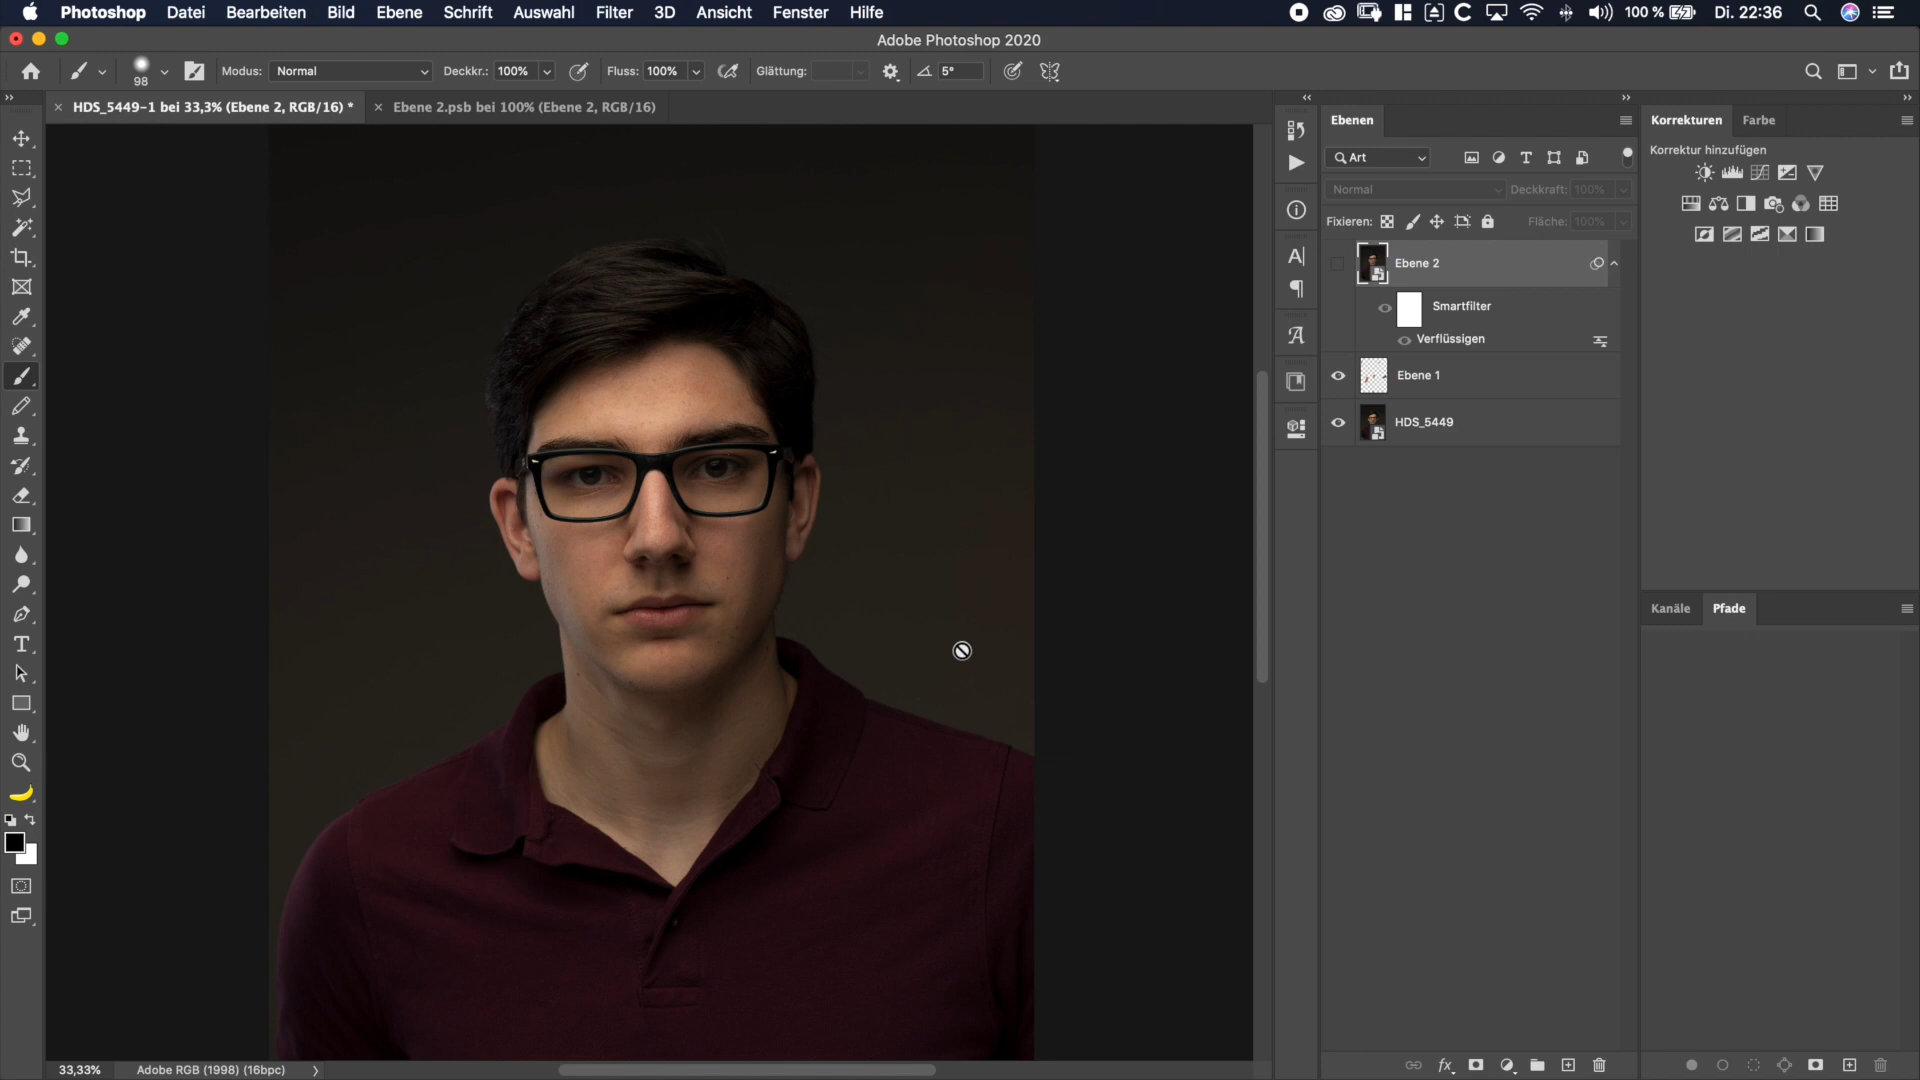 Photoshop Datei Bearbeiten Bild Ebene Schrift Auswahl Filter 3D Ansicht Fenster Hilfe 100 % Di. 22:36
Adobe Photoshop 2020
98 Modus: Normal Deckkr.: 100% Fluss: 100% Glättung: 5°
HDS_5449-1 bei 33,3% (Ebene 2, RGB/16) * Ebene 2.psb bei 100% (Ebene 2, RGB/16)
Ebenen
Art
Normal Deckkraft: 100%
Fixieren: Fläche: 100%
Ebene 2
Smartfilter
Verflüssigen
Ebene 1
HDS_5449
Korrekturen Farbe
Korrektur hinzufügen
Kanäle Pfade
33,33% Adobe RGB (1998) (16bpc)